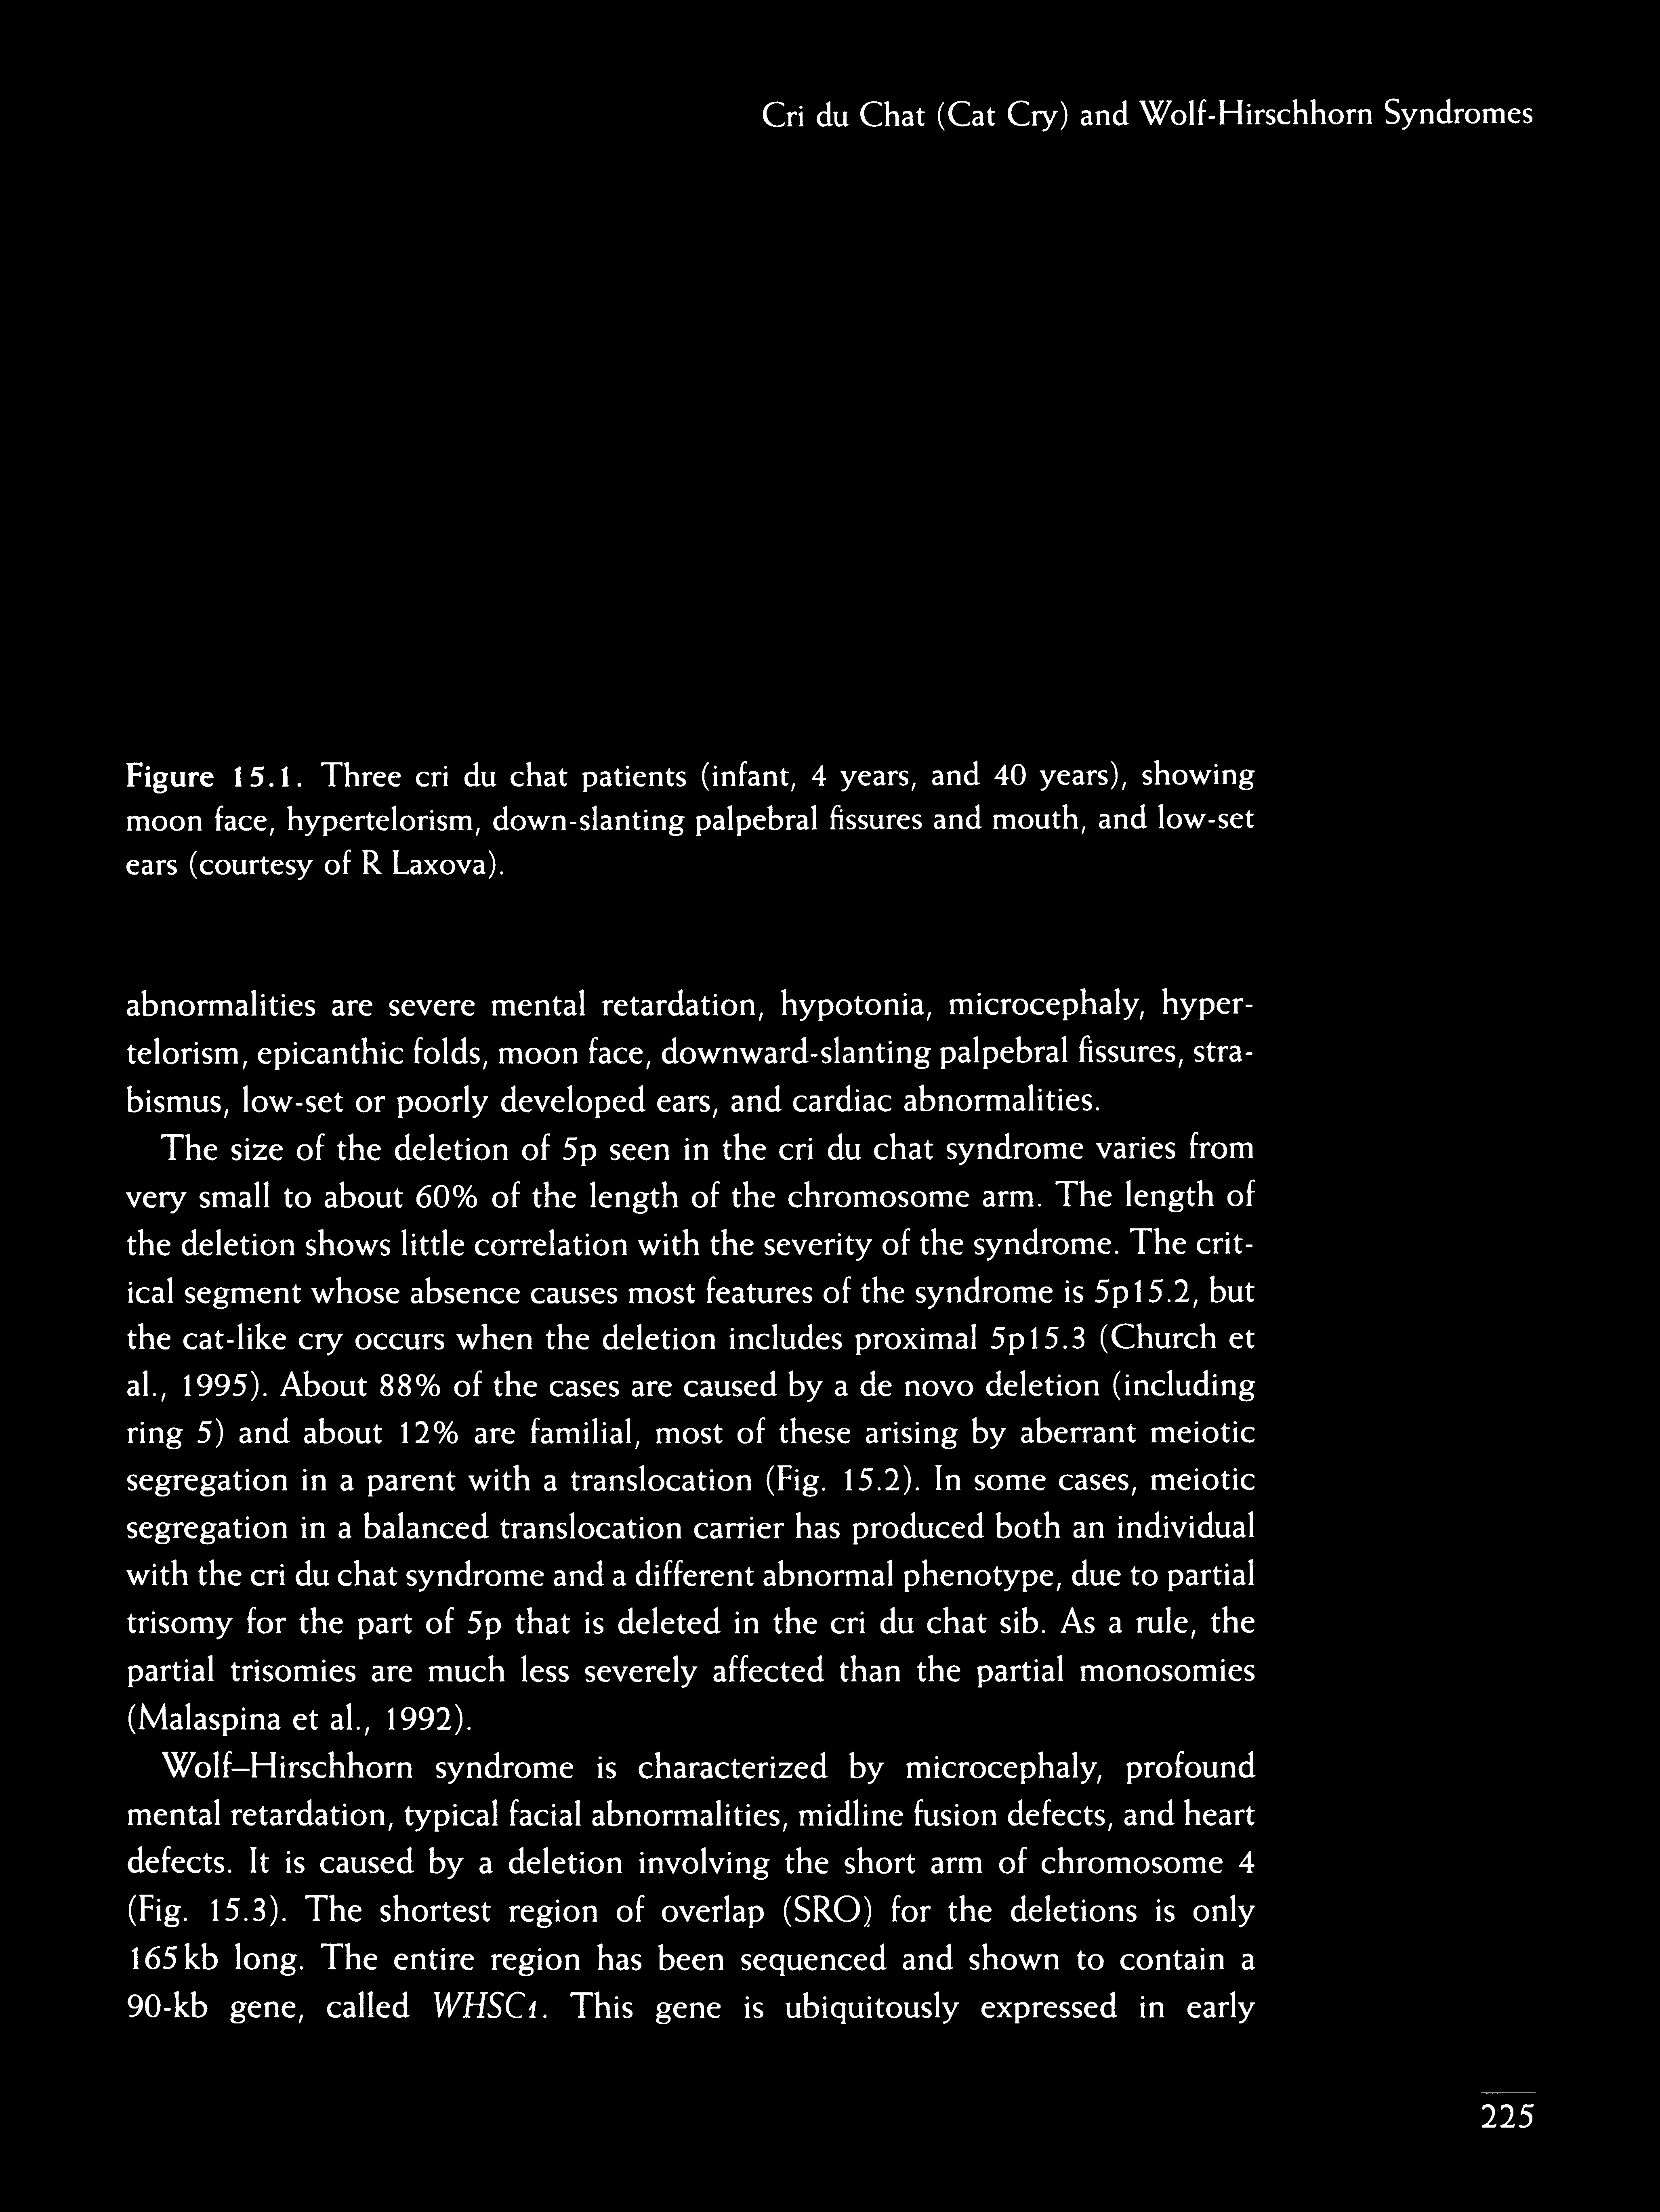 Cri du Chat (Cat Cry) and Wolf-Hirschhorn Syndromes
Figure 15.1. Three cri du chat patients (infant, 4 years, and 40 years), showing
moon face, hypertelorism, down-slanting palpebral fissures and mouth, and low-set
ears (courtesy of R Laxova).
abnormalities are severe mental retardation, hypotonia, microcephaly, hyper-
telorism, epicanthic folds, moon face, downward-slanting palpebral fissures, stra-
bismus, low-set or poorly developed ears, and cardiac abnormalities.
The size of the deletion of 5p seen in the cri du chat syndrome varies from
very small to about 60% of the length of the chromosome arm. The length of
the deletion shows little correlation with the severity of the syndrome. The crit-
ical segment whose absence causes most features of the syndrome is 5p15.2, but
the cat-like cry occurs when the deletion includes proximal 5p15.3 (Church et
al., 1995). About 88% of the cases are caused by a de novo deletion (including
ring 5) and about 12% are familial, most of these arising by aberrant meiotic
segregation in a parent with a translocation (Fig. 15.2). In some cases, meiotic
segregation in a balanced translocation carrier has produced both an individual
with the cri du chat syndrome and a different abnormal phenotype, due to partial
trisomy for the part of 5p that is deleted in the cri du chat sib. As a rule, the
partial trisomies are much less severely affected than the partial monosomies
(Malaspina et al., 1992).
Wolf–Hirschhorn syndrome is characterized by microcephaly, profound
mental retardation, typical facial abnormalities, midline fusion defects, and heart
defects. It is caused by a deletion involving the short arm of chromosome 4
(Fig. 15.3). The shortest region of overlap (SRO) for the deletions is only
165 kb long. The entire region has been sequenced and shown to contain a
90-kb gene, called WHSC1. This gene is ubiquitously expressed in early
225